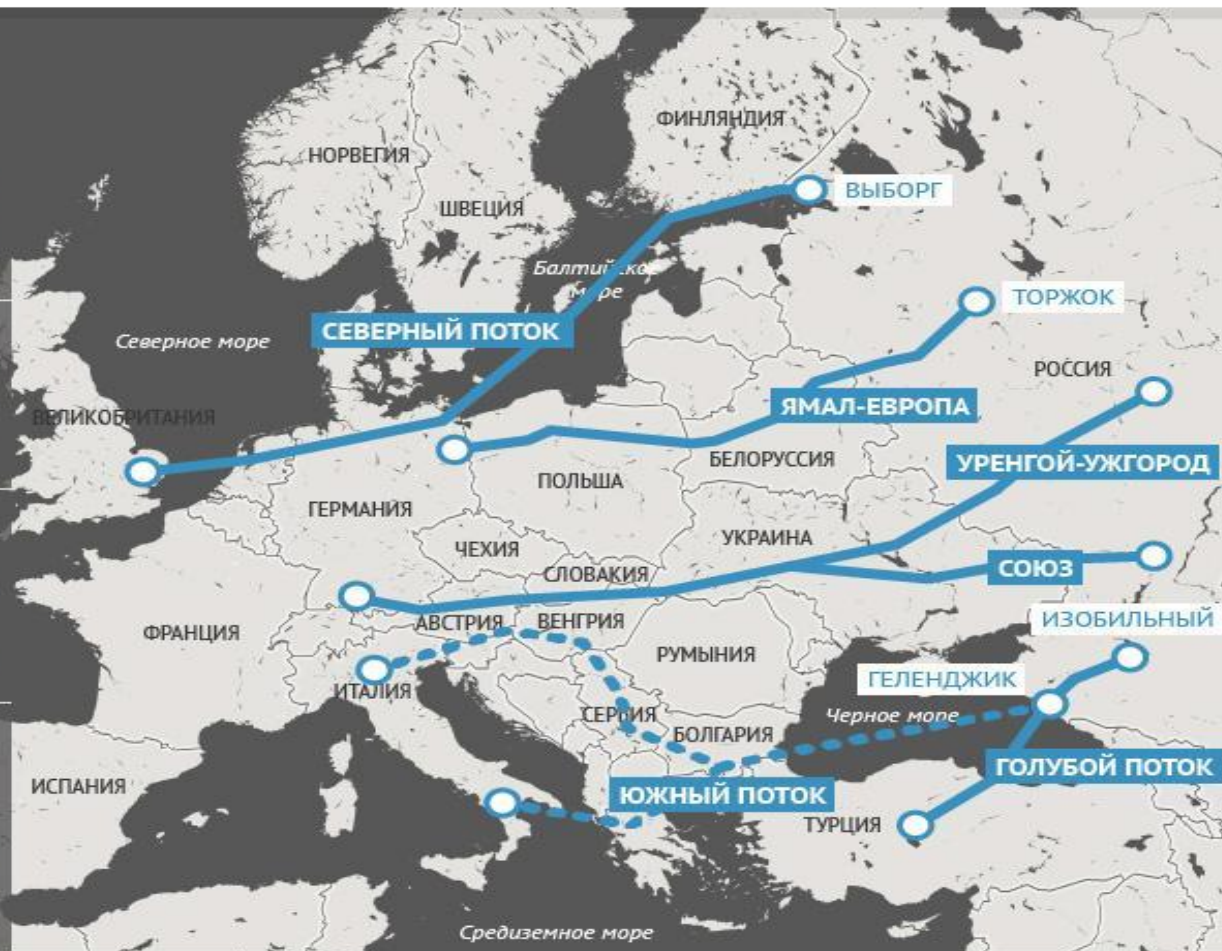 ФИНЛЯНДИЯ
НОРВЕГИЯ
ВЫБОРГ
ШВЕЦИЯ
Балтийское
море
ТОРЖОК
СЕВЕРНЫЙ ПОТОК
Северное море
РОССИЯ
ЯМАЛ-ЕВРОПА
ВЕЛИКОБРИТАНИЯ
БЕЛОРУССИЯ
УРЕНГОЙ-УЖГОРОД
ПОЛЬША
ГЕРМАНИЯ
УКРАИНА
ЧЕХИЯ
СЛОВАКИЯ
СОЮЗ
ИЗОБИЛЬНЫЙ
АВСТРИЯ
ВЕНГРИЯ
ФРАНЦИЯ
РУМЫНИЯ
ГЕЛЕНДЖИК
ИТАЛИЯ
СЕРБИЯ
Черное море
БОЛГАРИЯ
ГОЛУБОЙ ПОТОК
ИСПАНИЯ
ЮЖНЫЙ ПОТОК
ТУРЦИЯ
Средиземное море